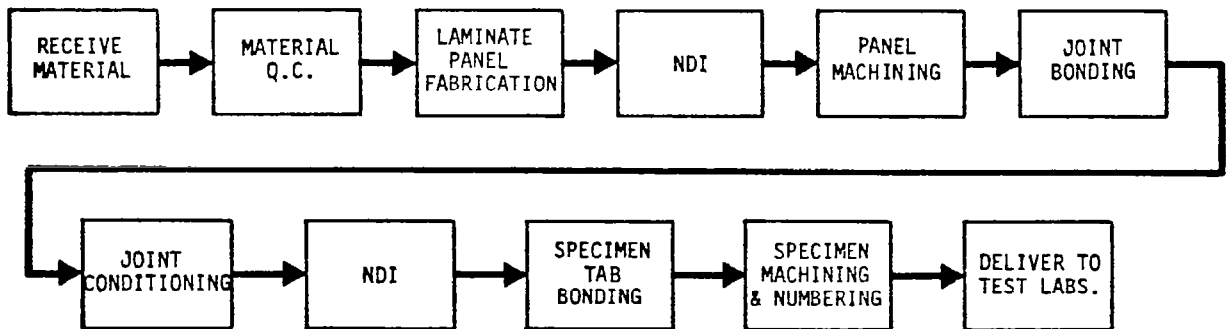 RECEIVE
MATERIAL
MATERIAL
Q.C.
LAMINATE
PANEL
FABRICATION
NDI
PANEL
MACHINING
JOINT
BONDING
JOINT
CONDITIONING
NDI
SPECIMEN
TAB
BONDING
SPECIMEN
MACHINING
& NUMBERING
DELIVER TO
TEST LABS.